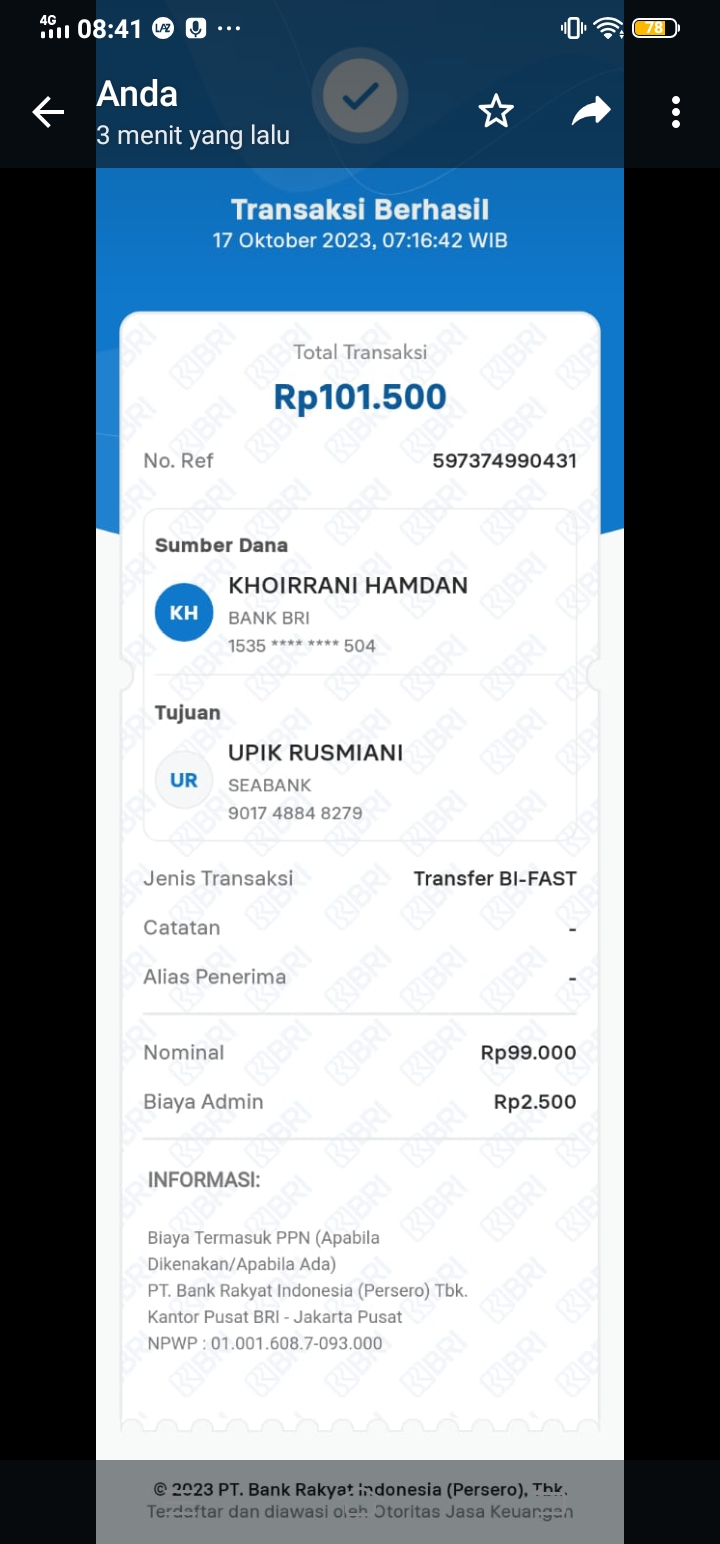 4G 08:41 LAZ ... 78
Anda
3 menit yang lalu
Transaksi Berhasil
17 Oktober 2023, 07:16:42 WIB
Total Transaksi
Rp101.500
No. Ref 597374990431
Sumber Dana
KH KHOIRRANI HAMDAN
BANK BRI
1535 **** **** 504
Tujuan
UR UPIK RUSMIANI
SEABANK
9017 4884 8279
Jenis Transaksi Transfer BI-FAST
Catatan -
Alias Penerima -
Nominal Rp99.000
Biaya Admin Rp2.500
INFORMASI:
Biaya Termasuk PPN (Apabila
Dikenakan/Apabila Ada)
PT. Bank Rakyat Indonesia (Persero) Tbk.
Kantor Pusat BRI - Jakarta Pusat
NPWP : 01.001.608.7-093.000
© 2023 PT. Bank Rakyat Indonesia (Persero), Tbk.
Terdaftar dan diawasi oleh Otoritas Jasa Keuangan